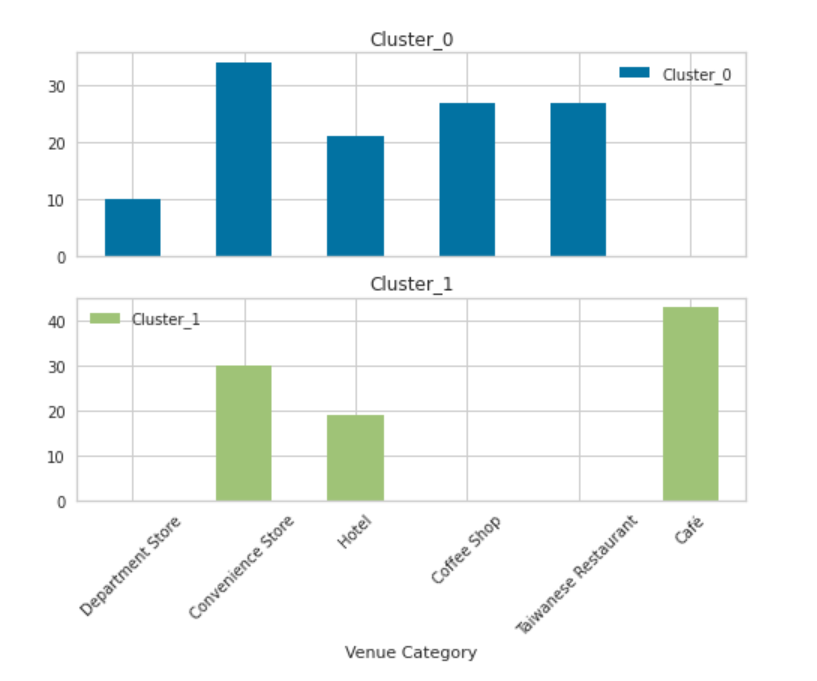 Cluster_0
Cluster_0
30
20
10
0
Cluster_1
Cluster_1
40
30
20
10
0
Department Store
Convenience Store
Hotel
Coffee Shop
Taiwanese Restaurant
Café
Venue Category